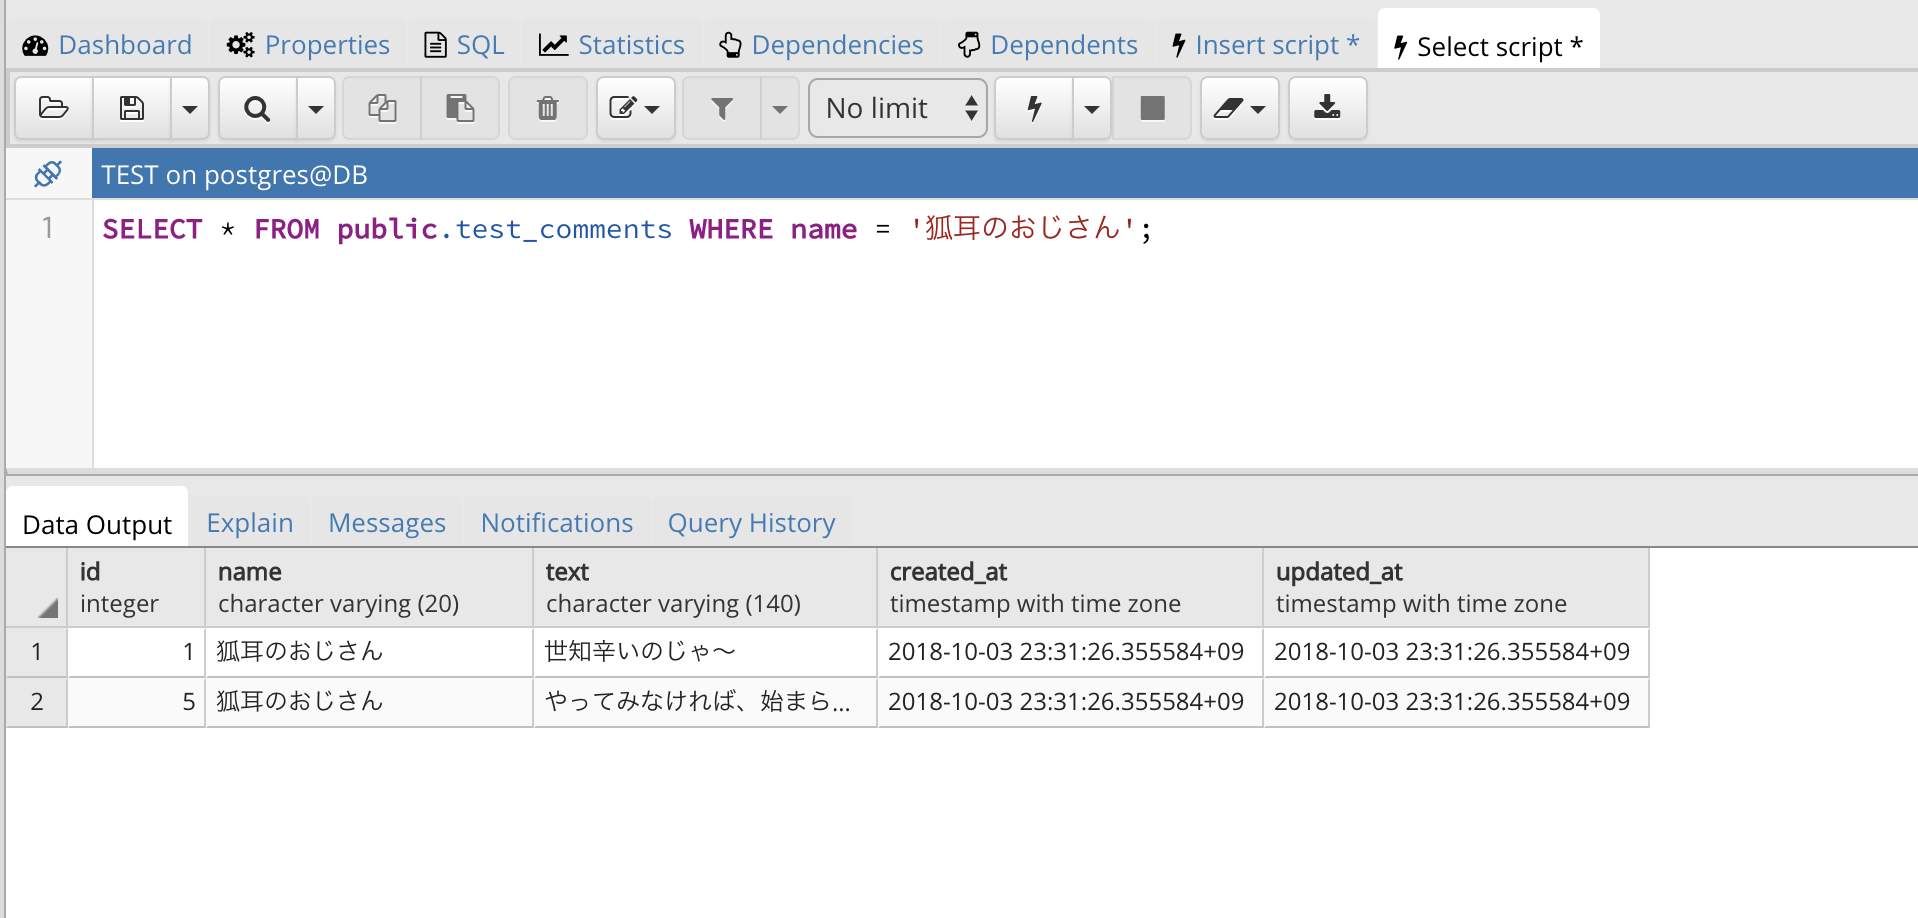 Dashboard Properties SQL Statistics Dependencies Dependents Insert script * Select script *
No limit
TEST on postgres@DB
1 SELECT * FROM public.test_comments WHERE name = '狐耳のおじさん';
Data Output Explain Messages Notifications Query History
id name text created_at updated_at
integer character varying (20) character varying (140) timestamp with time zone timestamp with time zone
1 1 狐耳のおじさん 世知辛いのじゃ〜 2018-10-03 23:31:26.355584+09 2018-10-03 23:31:26.355584+09
2 5 狐耳のおじさん やってみなければ、始まら... 2018-10-03 23:31:26.355584+09 2018-10-03 23:31:26.355584+09